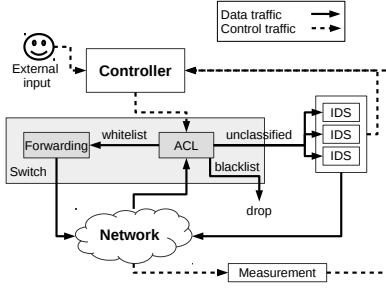 Data traffic
Control traffic
External
input
Controller
IDS
IDS
IDS
Forwarding
whitelist
ACL
unclassified
blacklist
Switch
drop
Network
Measurement